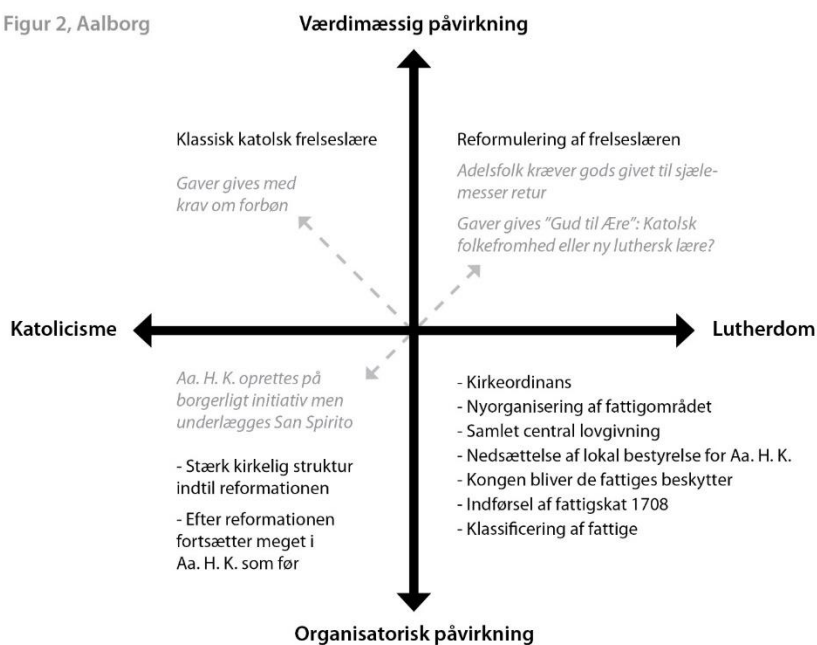 Figur 2, Aalborg
Værdimæssig påvirkning
Klassisk katolsk frelseslære
Gaver gives med
krav om forbøn
Reformulering af frelseslæren
Adelsfolk kræver gods givet til sjæle-
messer retur
Gaver gives "Gud til Ære": Katolsk
folkefromhed eller ny luthersk lære?
Katolicisme
Lutherdom
Aa. H. K. oprettes på
borgerligt initiativ men
underlægges San Spirito
- Stærk kirkelig struktur
indtil reformationen
- Efter reformationen
fortsætter meget i
Aa. H. K. som før
- Kirkeordinans
- Nyorganisering af fattigområdet
- Samlet central lovgivning
- Nedsættelse af lokal bestyrelse for Aa. H. K.
- Kongen bliver de fattiges beskytter
- Indførsel af fattigskat 1708
- Klassificering af fattige
Organisatorisk påvirkning